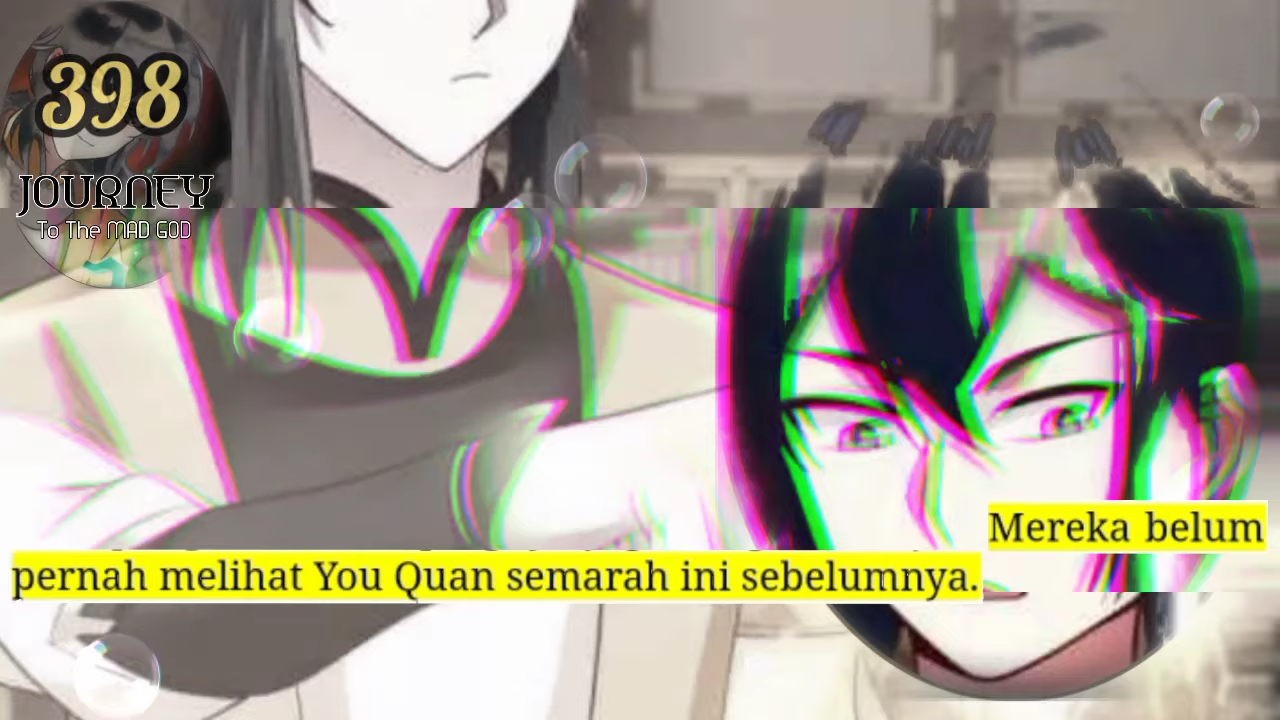 398
JOURNEY
To The MAD GOD
Mereka belum
pernah melihat You Quan semarah ini sebelumnya.